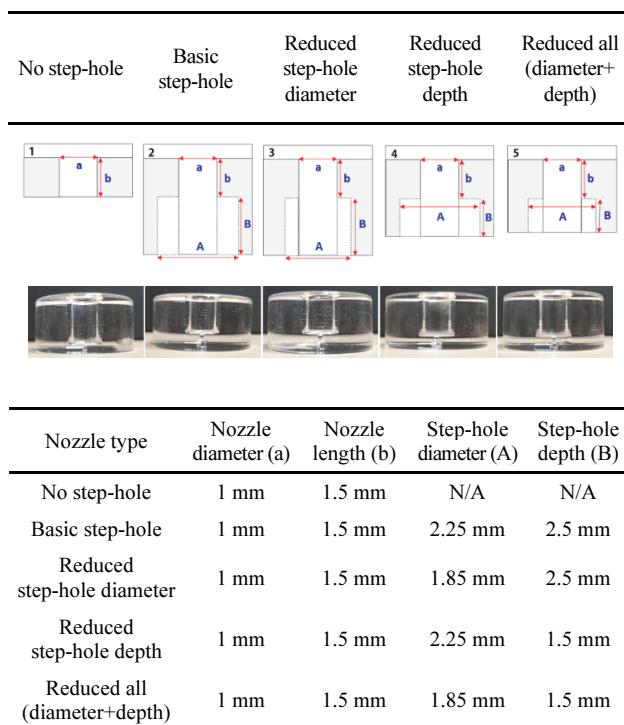 No step-hole
Basic
step-hole
Reduced
step-hole
diameter
Reduced
step-hole
depth
Reduced all
(diameter+
depth)
1
a
b
2
a
b
B
A
3
a
b
B
A
4
a
b
A
B
5
a
b
A
B
Nozzle type
Nozzle
diameter (a)
Nozzle
length (b)
Step-hole
diameter (A)
Step-hole
depth (B)
No step-hole 1 mm 1.5 mm N/A N/A
Basic step-hole 1 mm 1.5 mm 2.25 mm 2.5 mm
Reduced
step-hole diameter
1 mm 1.5 mm 1.85 mm 2.5 mm
Reduced
step-hole depth
1 mm 1.5 mm 2.25 mm 1.5 mm
Reduced all
(diameter+depth)
1 mm 1.5 mm 1.85 mm 1.5 mm